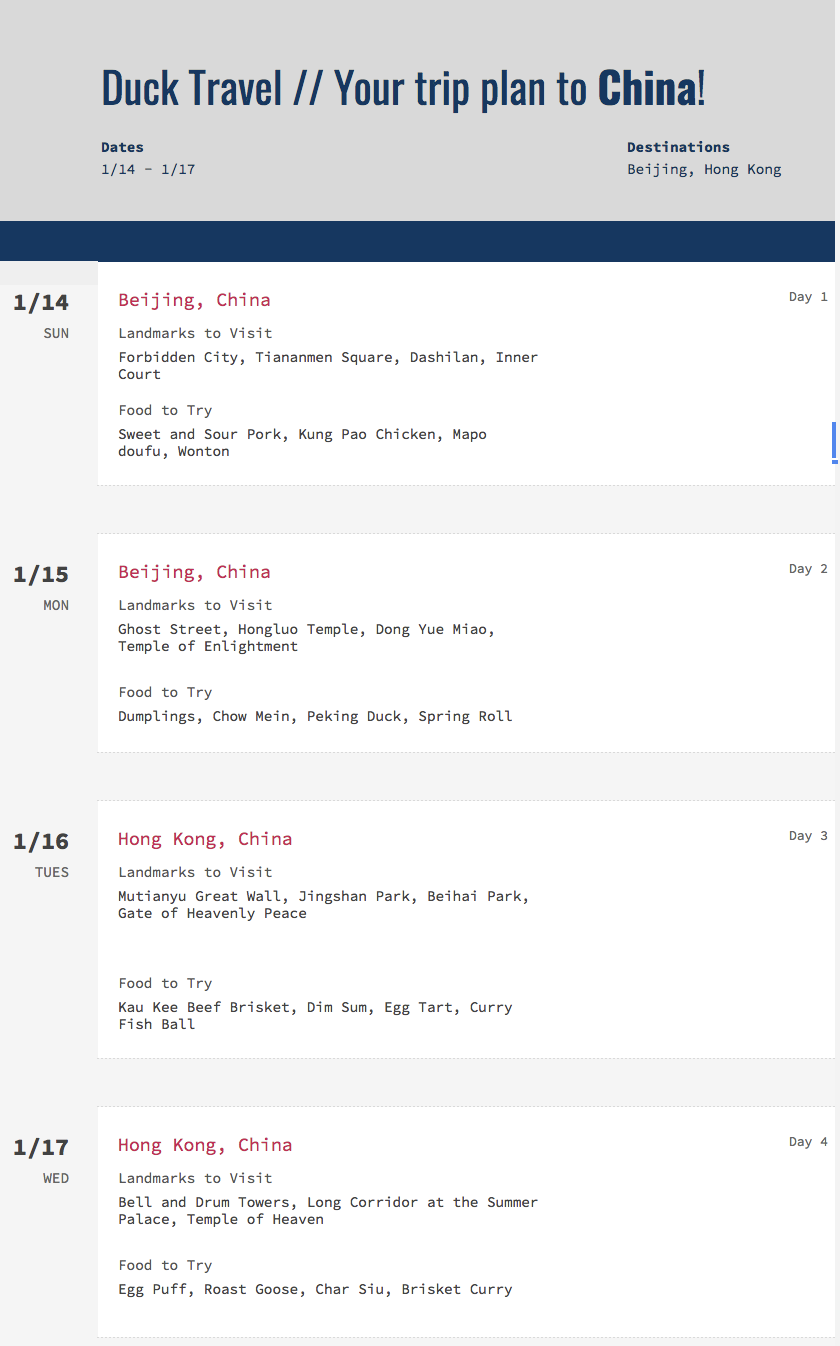 Duck Travel // Your trip plan to China!
Dates
1/14 - 1/17
Destinations
Beijing, Hong Kong
1/14
SUN
Beijing, China
Day 1
Landmarks to Visit
Forbidden City, Tiananmen Square, Dashilan, Inner
Court
Food to Try
Sweet and Sour Pork, Kung Pao Chicken, Mapo
doufu, Wonton
1/15
MON
Beijing, China
Day 2
Landmarks to Visit
Ghost Street, Hongluo Temple, Dong Yue Miao,
Temple of Enlightment
Food to Try
Dumplings, Chow Mein, Peking Duck, Spring Roll
1/16
TUES
Hong Kong, China
Day 3
Landmarks to Visit
Mutianyu Great Wall, Jingshan Park, Beihai Park,
Gate of Heavenly Peace
Food to Try
Kau Kee Beef Brisket, Dim Sum, Egg Tart, Curry
Fish Ball
1/17
WED
Hong Kong, China
Day 4
Landmarks to Visit
Bell and Drum Towers, Long Corridor at the Summer
Palace, Temple of Heaven
Food to Try
Egg Puff, Roast Goose, Char Siu, Brisket Curry